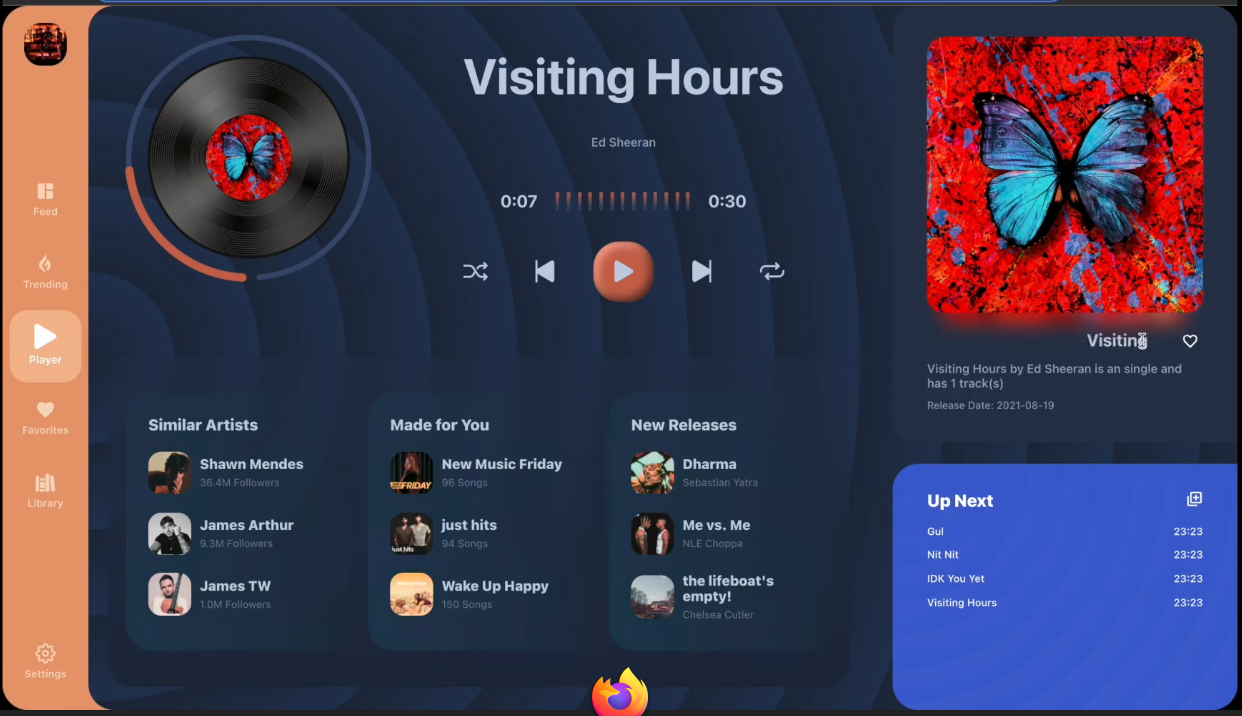 Feed
Trending
Player
Favorites
Library
Settings
Visiting Hours
Ed Sheeran
0:07
0:30
Similar Artists
Shawn Mendes
36.4M Followers
James Arthur
9.3M Followers
James TW
1.0M Followers
Made for You
FRIDAY
New Music Friday
96 Songs
just hits
just hits
94 Songs
Wake Up Happy
150 Songs
New Releases
Dharma
Sebastian Yatra
Me vs. Me
NLE Choppa
the lifeboat's
empty!
Chelsea Cutler
Visiting
Visiting Hours by Ed Sheeran is an single and
has 1 track(s)
Release Date: 2021-08-19
Up Next
Gul 23:23
Nit Nit 23:23
IDK You Yet 23:23
Visiting Hours 23:23